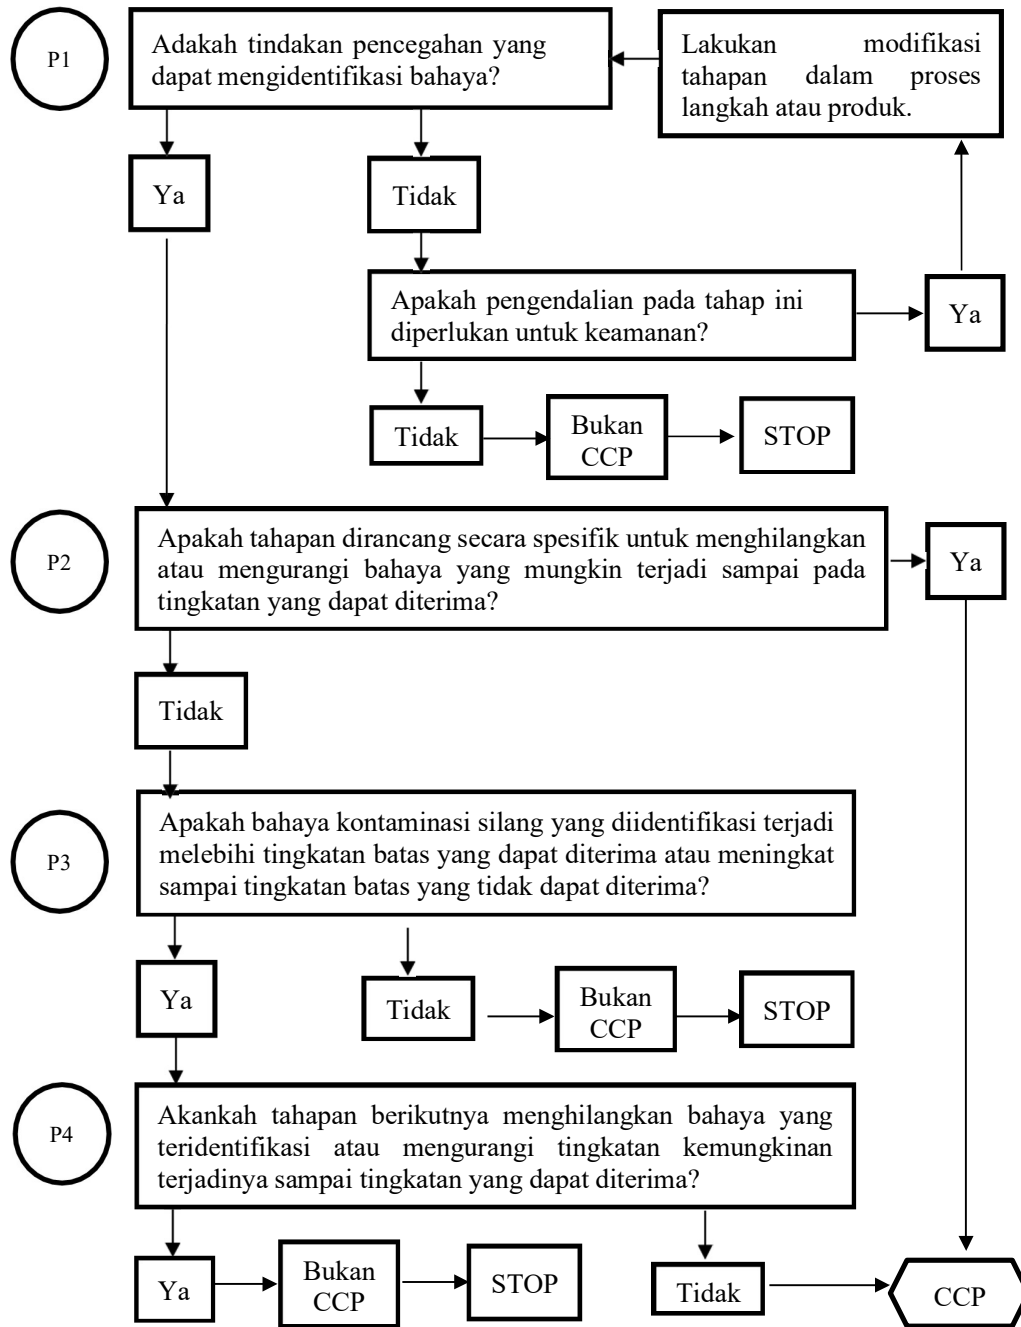 P1
Adakah tindakan pencegahan yang
dapat mengidentifikasi bahaya?
Lakukan modifikasi
tahapan dalam proses
langkah atau produk.
Ya
Tidak
Apakah pengendalian pada tahap ini
diperlukan untuk keamanan?
Ya
Tidak
Bukan
CCP
STOP
P2
Apakah tahapan dirancang secara spesifik untuk menghilangkan
atau mengurangi bahaya yang mungkin terjadi sampai pada
tingkatan yang dapat diterima?
Ya
Tidak
P3
Apakah bahaya kontaminasi silang yang diidentifikasi terjadi
melebihi tingkatan batas yang dapat diterima atau meningkat
sampai tingkatan batas yang tidak dapat diterima?
Ya
Tidak
Bukan
CCP
STOP
P4
Akankah tahapan berikutnya menghilangkan bahaya yang
teridentifikasi atau mengurangi tingkatan kemungkinan
terjadinya sampai tingkatan yang dapat diterima?
Ya
Bukan
CCP
STOP
Tidak
CCP